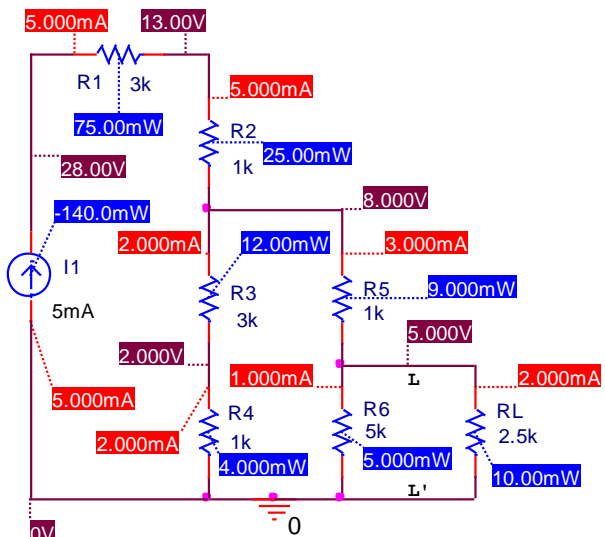 5.000mA
13.00V
R1
3k
5.000mA
75.00mW
R2
25.00mW
1k
28.00V
-140.0mW
8.000V
2.000mA
12.00mW
3.000mA
I1
R3
R5
9.000mW
5mA
3k
1k
2.000V
5.000V
5.000mA
1.000mA
L
2.000mA
R4
R6
RL
2.000mA
1k
5k
2.5k
4.000mW
5.000mW
10.00mW
L'
0V
0